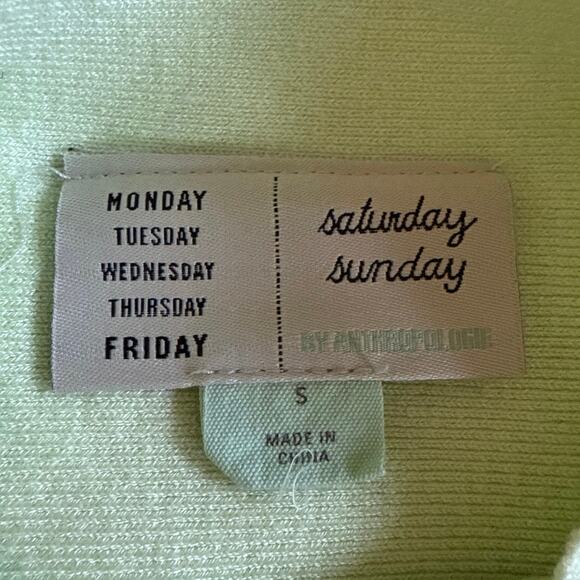 MONDAY
TUESDAY
WEDNESDAY
THURSDAY
FRIDAY
saturday
sunday
BY ANTHROPOLOGIE
S
MADE IN
CHINA